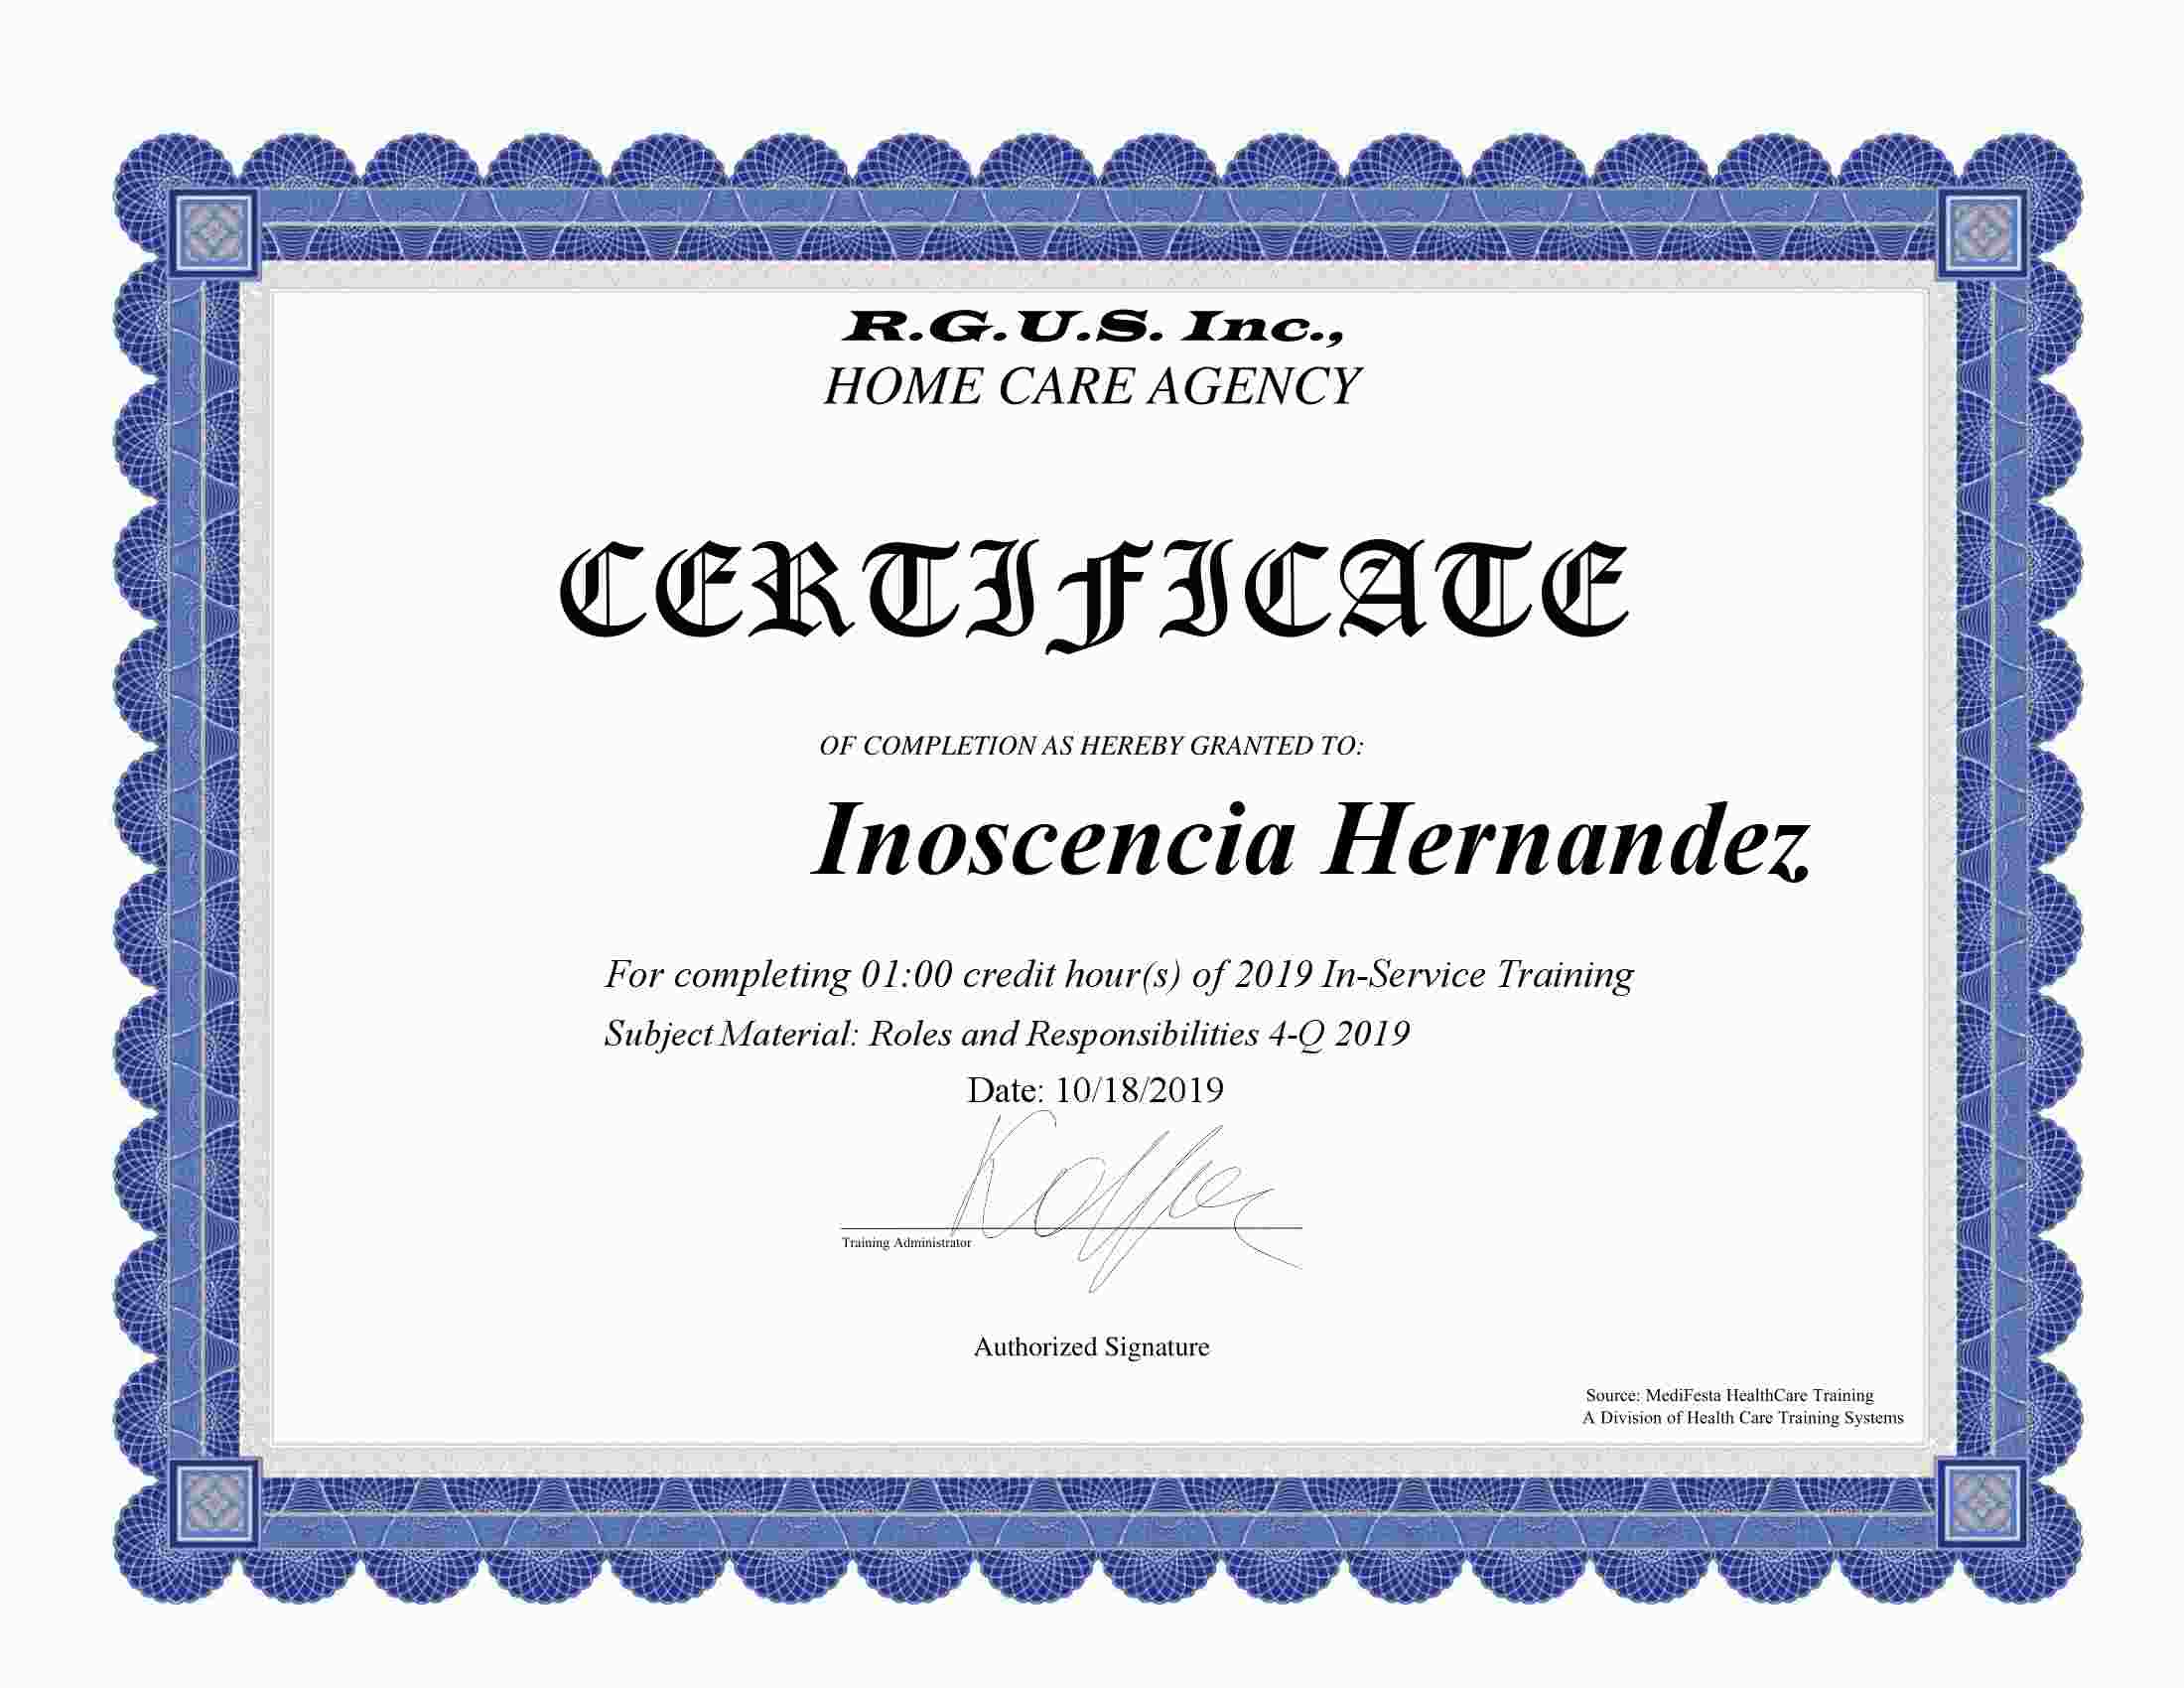 R.G.U.S. Inc.,
HOME CARE AGENCY
CERTIFICATE
OF COMPLETION AS HEREBY GRANTED TO:
Inoscencia Hernandez
For completing 01:00 credit hour(s) of 2019 In-Service Training
Subject Material: Roles and Responsibilities 4-Q 2019
Date: 10/18/2019
Training Administrator
Authorized Signature
Source: MediFesta HealthCare Training
A Division of Health Care Training Systems